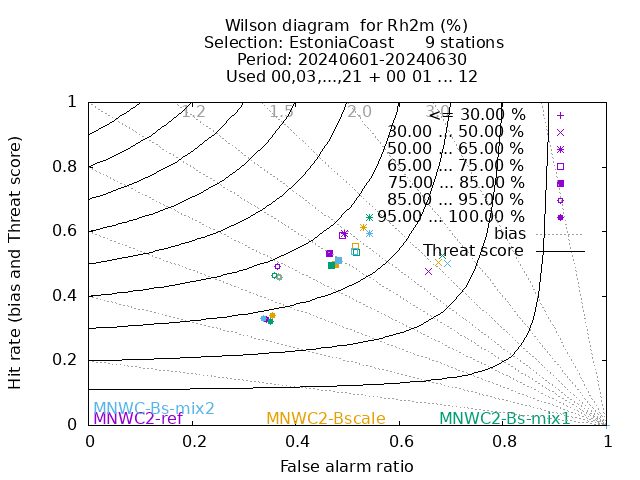 Wilson diagram  for Rh2m (%)
Selection: EstoniaCoast      9 stations
Period: 20240601-20240630
Used 00,03,...,21 + 00 01 ... 12
Hit rate (bias and Threat score)
1
0.8
0.6
0.4
0.2
0
1.2 1.5 2.0 3.0
<= 30.00 %
30.00 ... 50.00 %
50.00 ... 65.00 %
65.00 ... 75.00 %
75.00 ... 85.00 %
85.00 ... 95.00 %
95.00 ... 100.00 %
bias
Threat score
MNWC-Bs-mix2
MNWC2-ref MNWC2-Bscale MNWC2-Bs-mix1
0 0.2 0.4 0.6 0.8 1
False alarm ratio